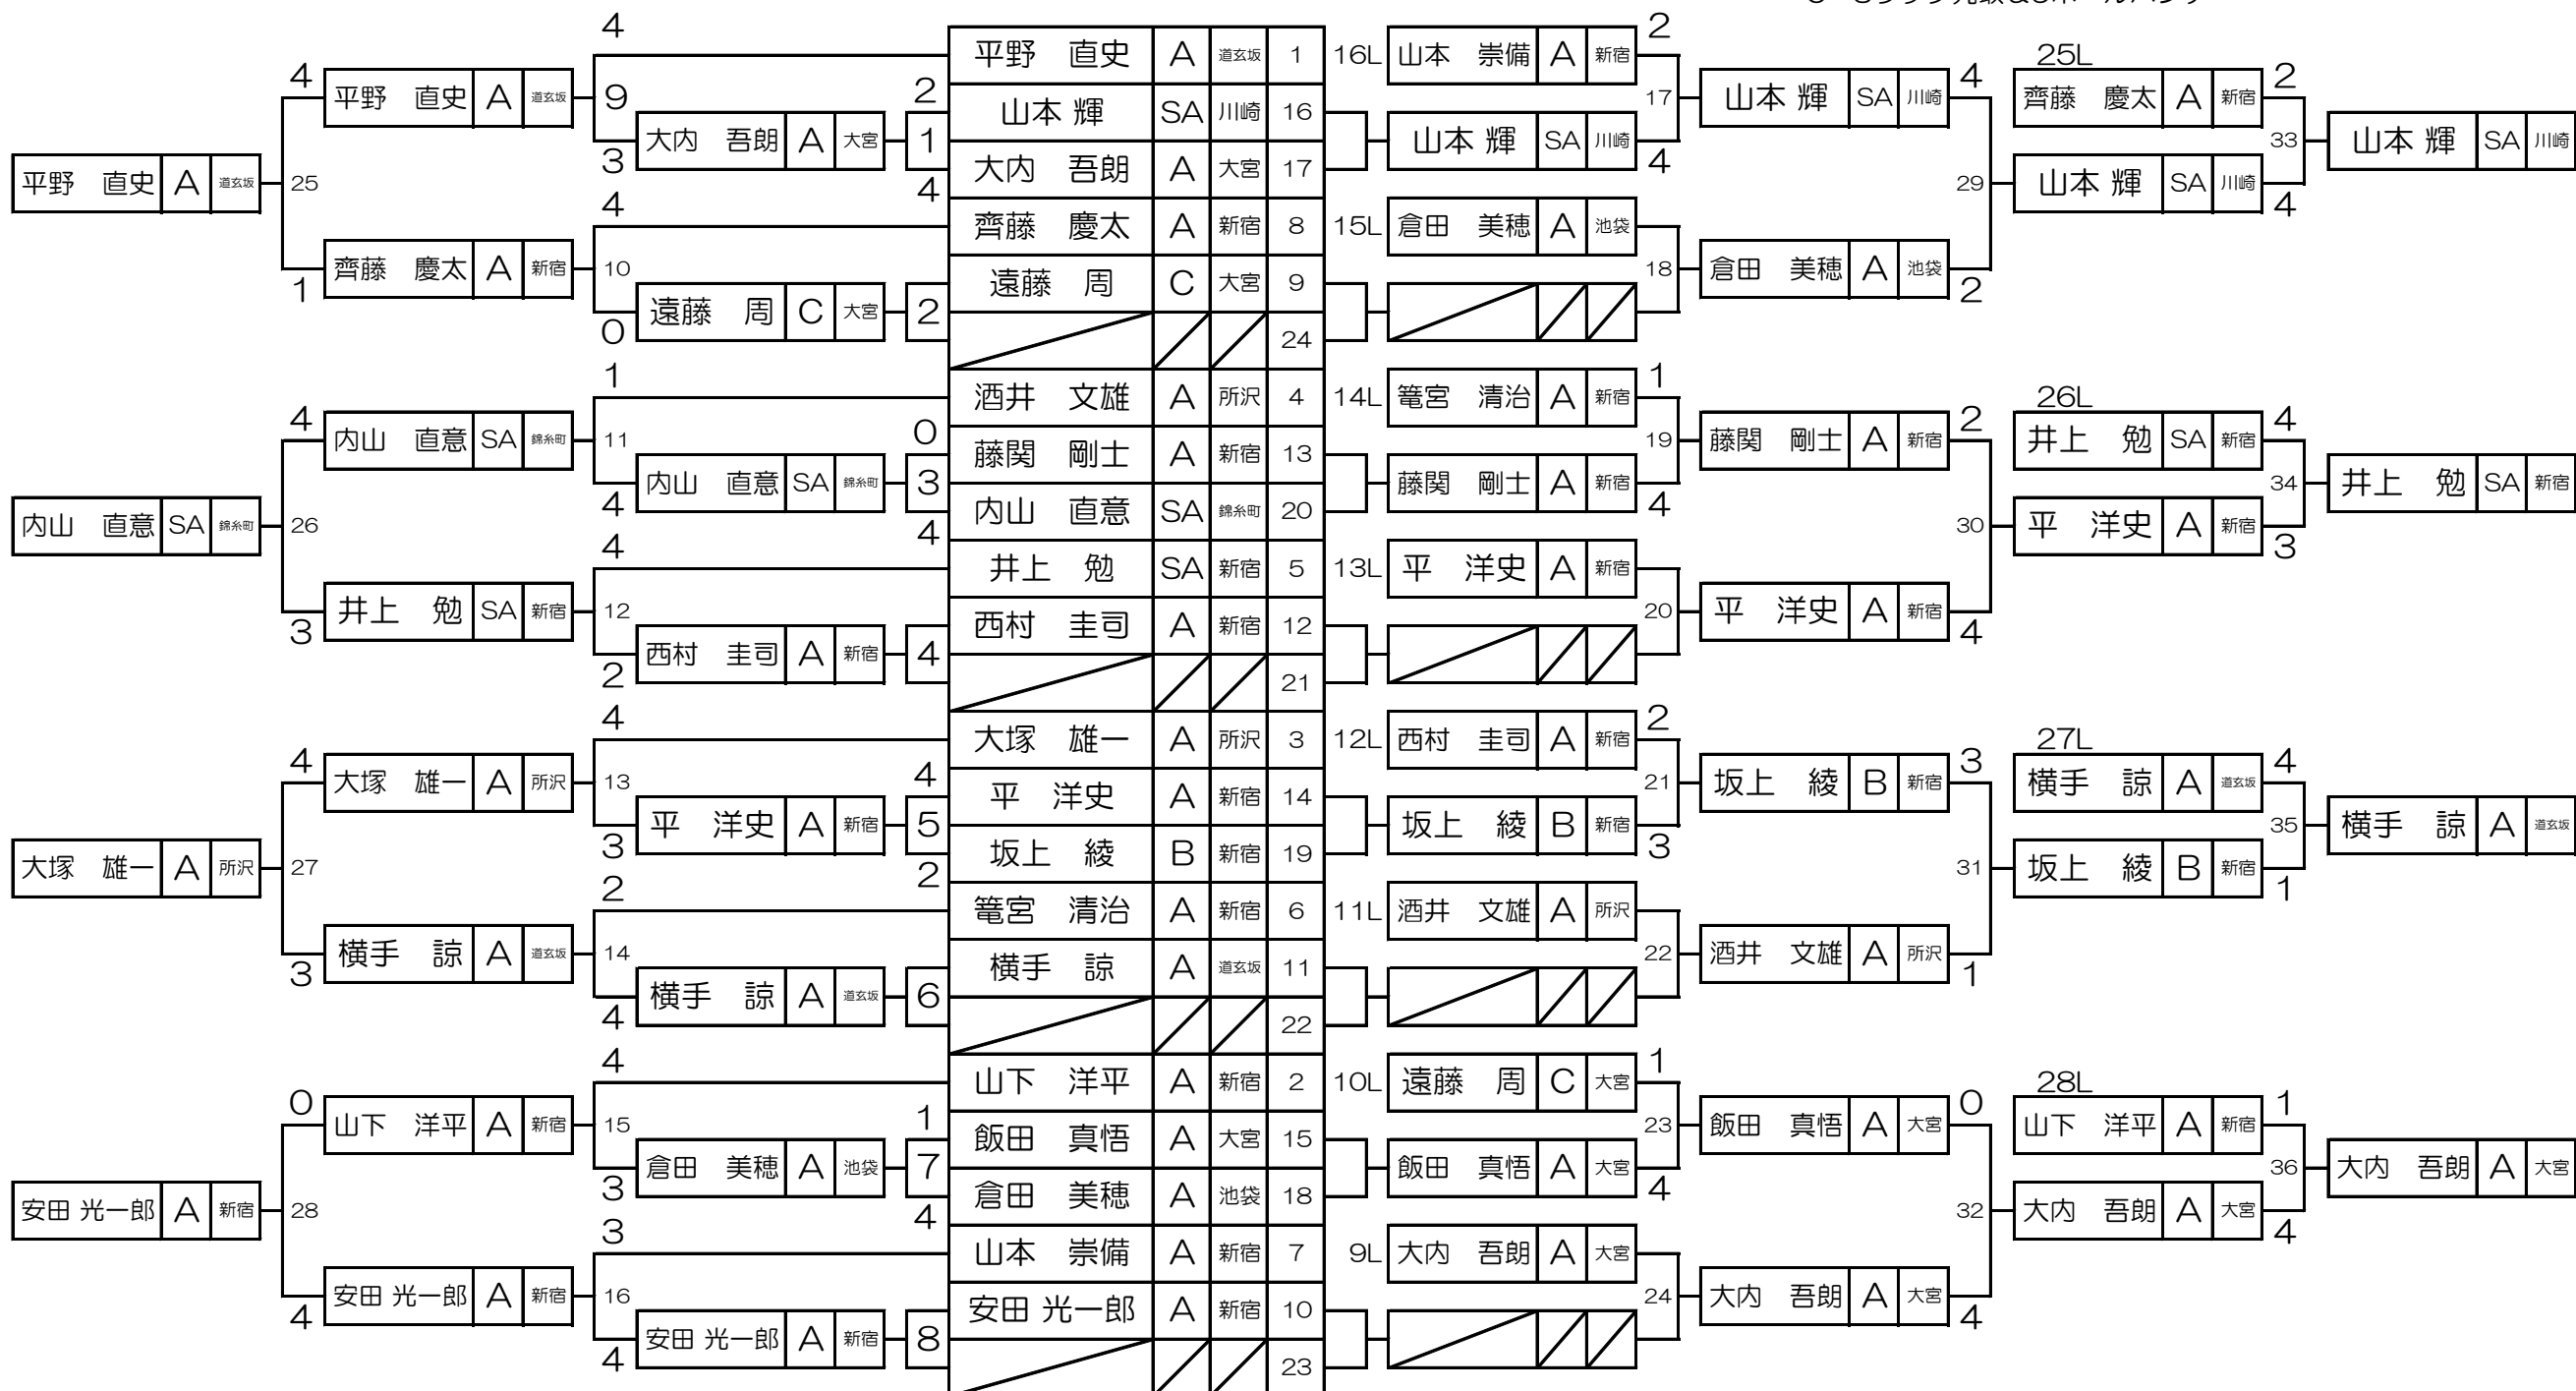 4 平野　直史 A 道玄坂 1 16L 山本　崇備 A 新宿 2
25L
4 平野　直史 A 道玄坂 9 2 山本 輝 SA 川崎 16 17 山本 輝 SA 川崎 4 齊藤　慶太 A 新宿 2
3 大内　吾朗 A 大宮 1 山本 輝 SA 川崎 4 33 山本 輝 SA 川崎
平野　直史 A 道玄坂 25 4 大内　吾朗 A 大宮 17 29 山本 輝 SA 川崎 4
4 齊藤　慶太 A 新宿 8 15L 倉田　美穂 A 池袋
1 齊藤　慶太 A 新宿 10 遠藤　周 C 大宮 9 18 倉田　美穂 A 池袋 2
0 遠藤　周 C 大宮 2 24
1 酒井　文雄 A 所沢 4 14L 篭宮　清治 A 新宿 1
26L
4 内山　直意 SA 錦糸町 11 0 藤関　剛士 A 新宿 13 19 藤関　剛士 A 新宿 2 井上　勉 SA 新宿 4
4 内山　直意 SA 錦糸町 3 藤関　剛士 A 新宿 4 34 井上　勉 SA 新宿
内山　直意 SA 錦糸町 26 4 内山　直意 SA 錦糸町 20 30 平　洋史 A 新宿 3
4 井上　勉 SA 新宿 5 13L 平　洋史 A 新宿
3 井上　勉 SA 新宿 12 西村　圭司 A 新宿 12 20 平　洋史 A 新宿 4
2 西村　圭司 A 新宿 4 21
4 大塚　雄一 A 所沢 3 12L 西村　圭司 A 新宿 2
27L
4 大塚　雄一 A 所沢 13 4 平　洋史 A 新宿 14 21 坂上　綾 B 新宿 3 横手　諒 A 道玄坂 4
3 平　洋史 A 新宿 5 坂上　綾 B 新宿 3 35 横手　諒 A 道玄坂
大塚　雄一 A 所沢 27 2 坂上　綾 B 新宿 19 31 坂上　綾 B 新宿 1
2 篭宮　清治 A 新宿 6 11L 酒井　文雄 A 所沢
3 横手　諒 A 道玄坂 14 横手　諒 A 道玄坂 11 22 酒井　文雄 A 所沢 1
4 横手　諒 A 道玄坂 6 22
4 山下　洋平 A 新宿 2 10L 遠藤　周 C 大宮 1
28L
0 山下　洋平 A 新宿 15 1 飯田　真悟 A 大宮 15 23 飯田　真悟 A 大宮 0 山下　洋平 A 新宿 1
3 倉田　美穂 A 池袋 7 飯田　真悟 A 大宮 4 36 大内　吾朗 A 大宮
安田 光一郎 A 新宿 28 4 倉田　美穂 A 池袋 18 32 大内　吾朗 A 大宮 4
3 山本　崇備 A 新宿 7 9L 大内　吾朗 A 大宮
4 安田 光一郎 A 新宿 16 安田 光一郎 A 新宿 10 24 大内　吾朗 A 大宮 4
4 安田 光一郎 A 新宿 8 23